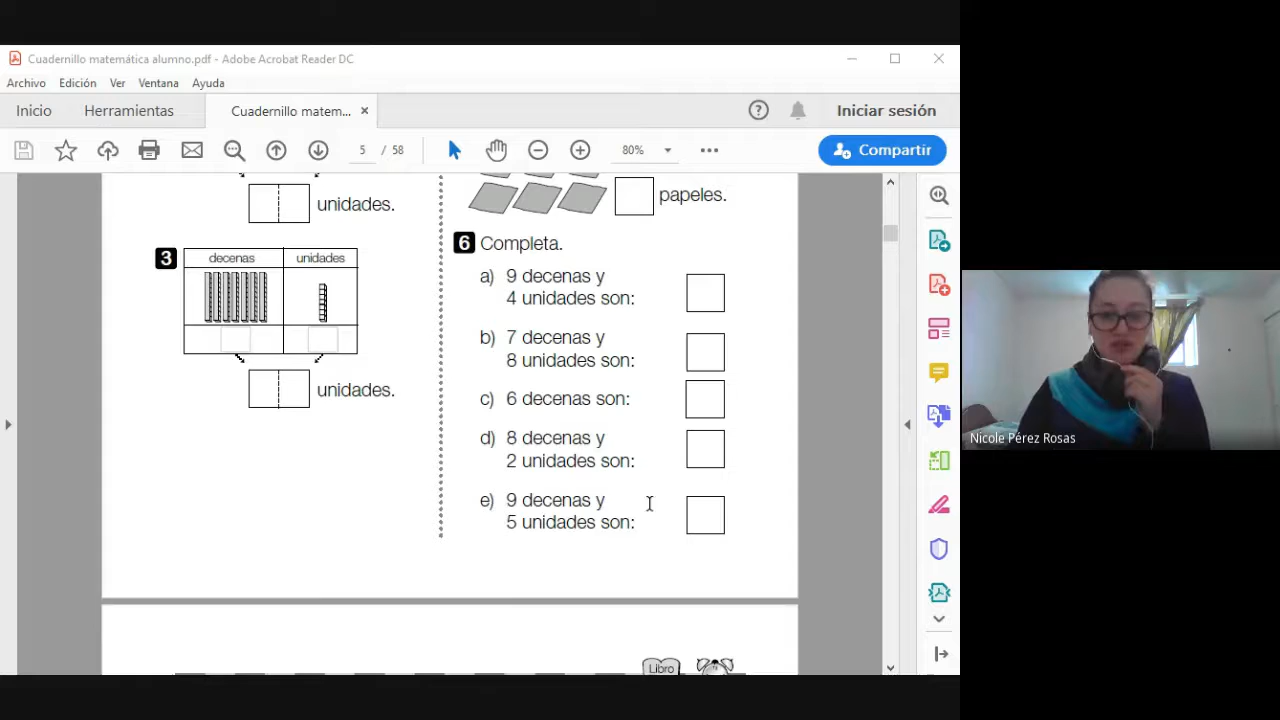 Cuadernillo matemática alumno.pdf - Adobe Acrobat Reader DC
Archivo Edición Ver Ventana Ayuda
Inicio Herramientas Cuadernillo matem... Iniciar sesión
5 / 58 80% Compartir
unidades.
3 decenas unidades
unidades.
papeles.
6 Completa.
a) 9 decenas y
4 unidades son:
b) 7 decenas y
8 unidades son:
c) 6 decenas son:
d) 8 decenas y
2 unidades son:
e) 9 decenas y
5 unidades son:
Libro
Nicole Pérez Rosas